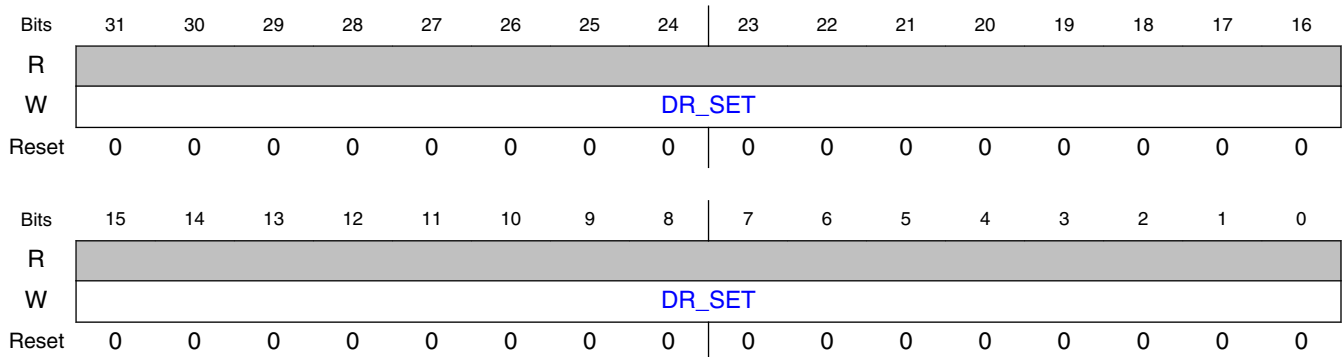 Bits 31 30 29 28 27 26 25 24 23 22 21 20 19 18 17 16
R
W DR_SET
Reset 0 0 0 0 0 0 0 0 0 0 0 0 0 0 0 0
Bits 15 14 13 12 11 10 9 8 7 6 5 4 3 2 1 0
R
W DR_SET
Reset 0 0 0 0 0 0 0 0 0 0 0 0 0 0 0 0